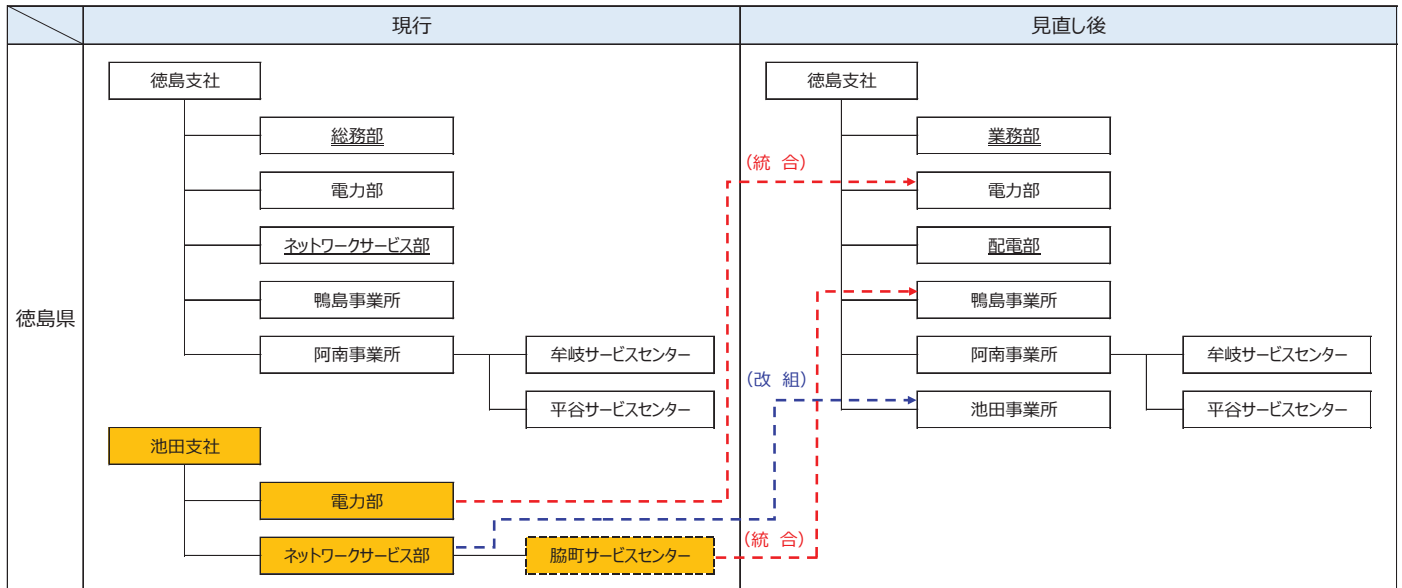 現行
見直し後
徳島県
徳島支社
総務部
電力部
ネットワークサービス部
鴨島事業所
阿南事業所
牟岐サービスセンター
平谷サービスセンター
池田支社
電力部
ネットワークサービス部
脇町サービスセンター
(統 合)
(改 組)
(統 合)
徳島支社
業務部
電力部
配電部
鴨島事業所
阿南事業所
牟岐サービスセンター
池田事業所
平谷サービスセンター